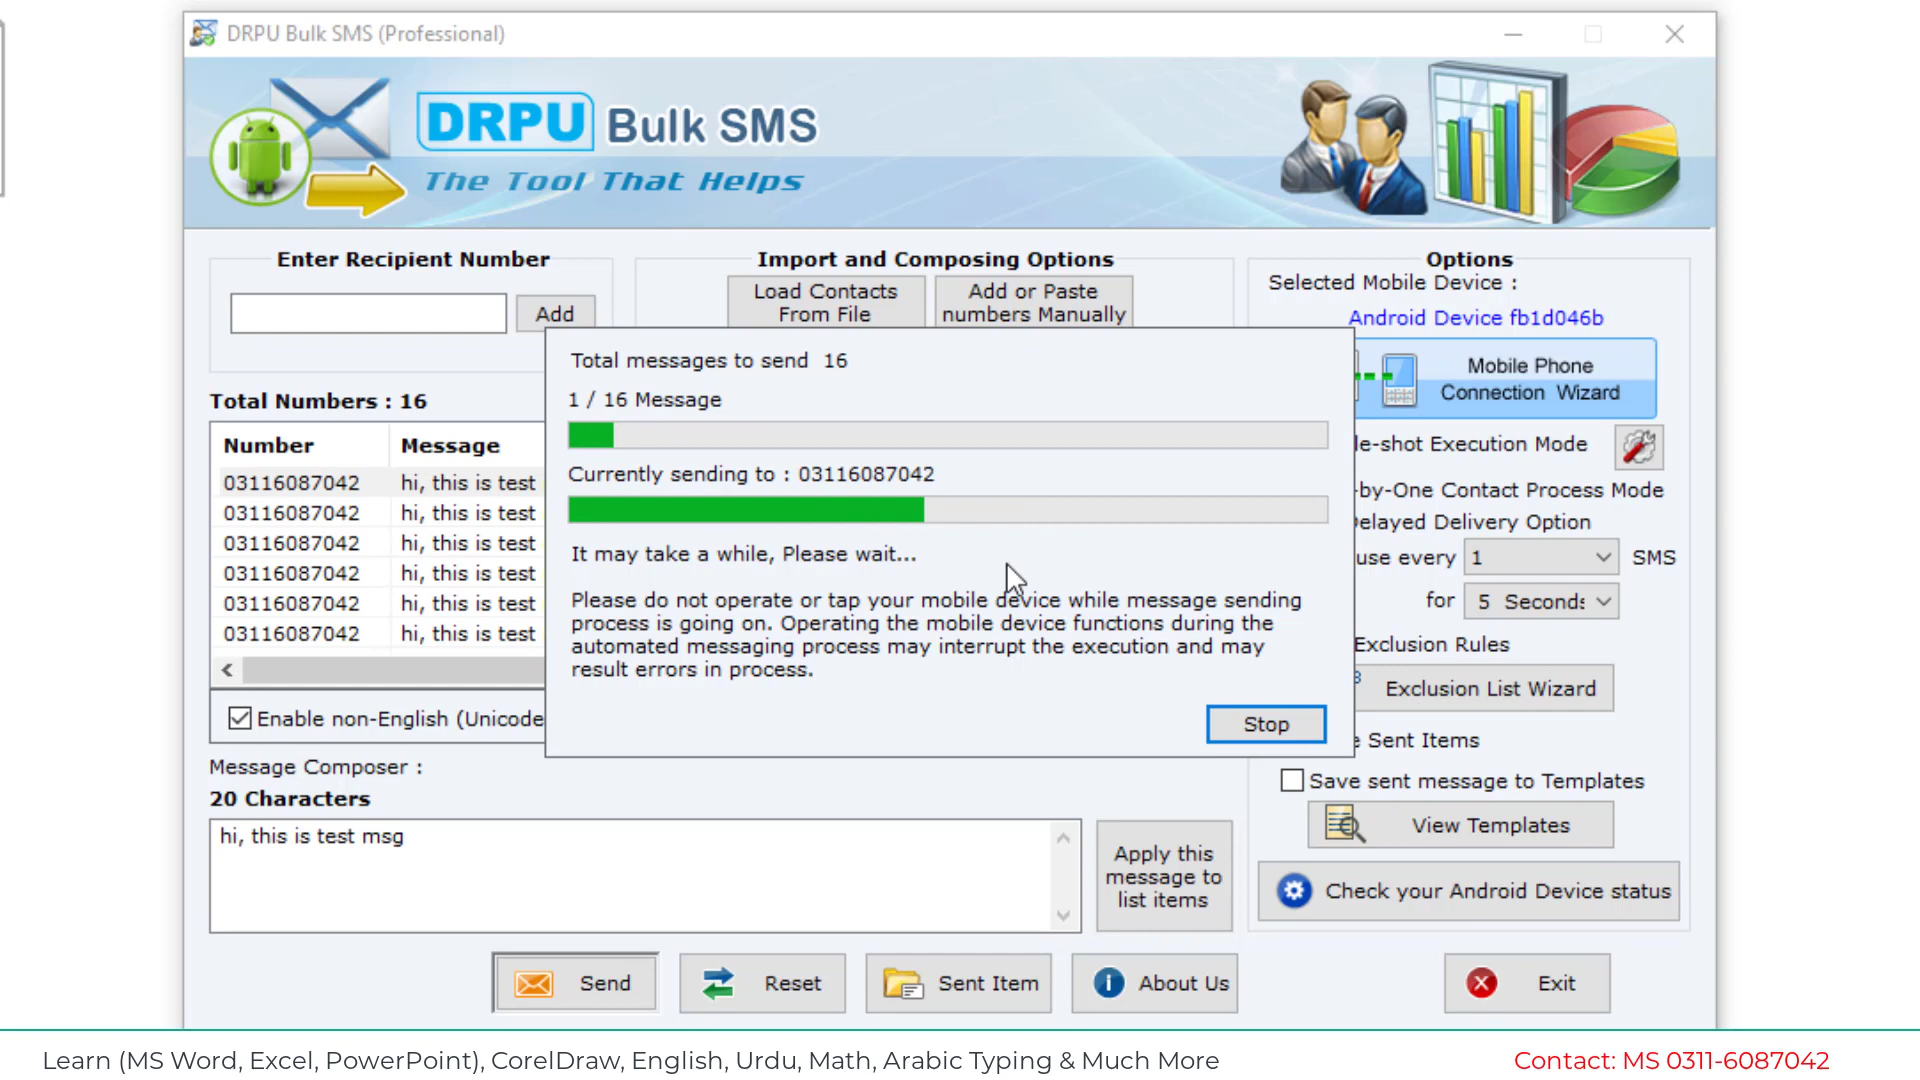 DRPU Bulk SMS (Professional)
DRPU Bulk SMS
The Tool That Helps
Enter Recipient Number
Add
Import and Composing Options
Load Contacts
From File
Add or Paste
numbers Manually
Options
Selected Mobile Device :
Android Device fb1d046b
Mobile Phone
Connection Wizard
Total Numbers : 16
Number Message
03116087042 hi, this is test
03116087042 hi, this is test
03116087042 hi, this is test
03116087042 hi, this is test
03116087042 hi, this is test
03116087042 hi, this is test
Enable non-English (Unicode
Total messages to send 16
1 / 16 Message
Currently sending to : 03116087042
It may take a while, Please wait...
Please do not operate or tap your mobile device while message sending
process is going on. Operating the mobile device functions during the
automated messaging process may interrupt the execution and may
result errors in process.
Stop
le-shot Execution Mode
-by-One Contact Process Mode
Delayed Delivery Option
use every 1 SMS
for 5 Seconds
Exclusion Rules
Exclusion List Wizard
e Sent Items
Save sent message to Templates
View Templates
Check your Android Device status
Message Composer :
20 Characters
hi, this is test msg
Apply this
message to
list items
Send
Reset
Sent Item
About Us
Exit
Learn (MS Word, Excel, PowerPoint), CorelDraw, English, Urdu, Math, Arabic Typing & Much More
Contact: MS 0311-6087042